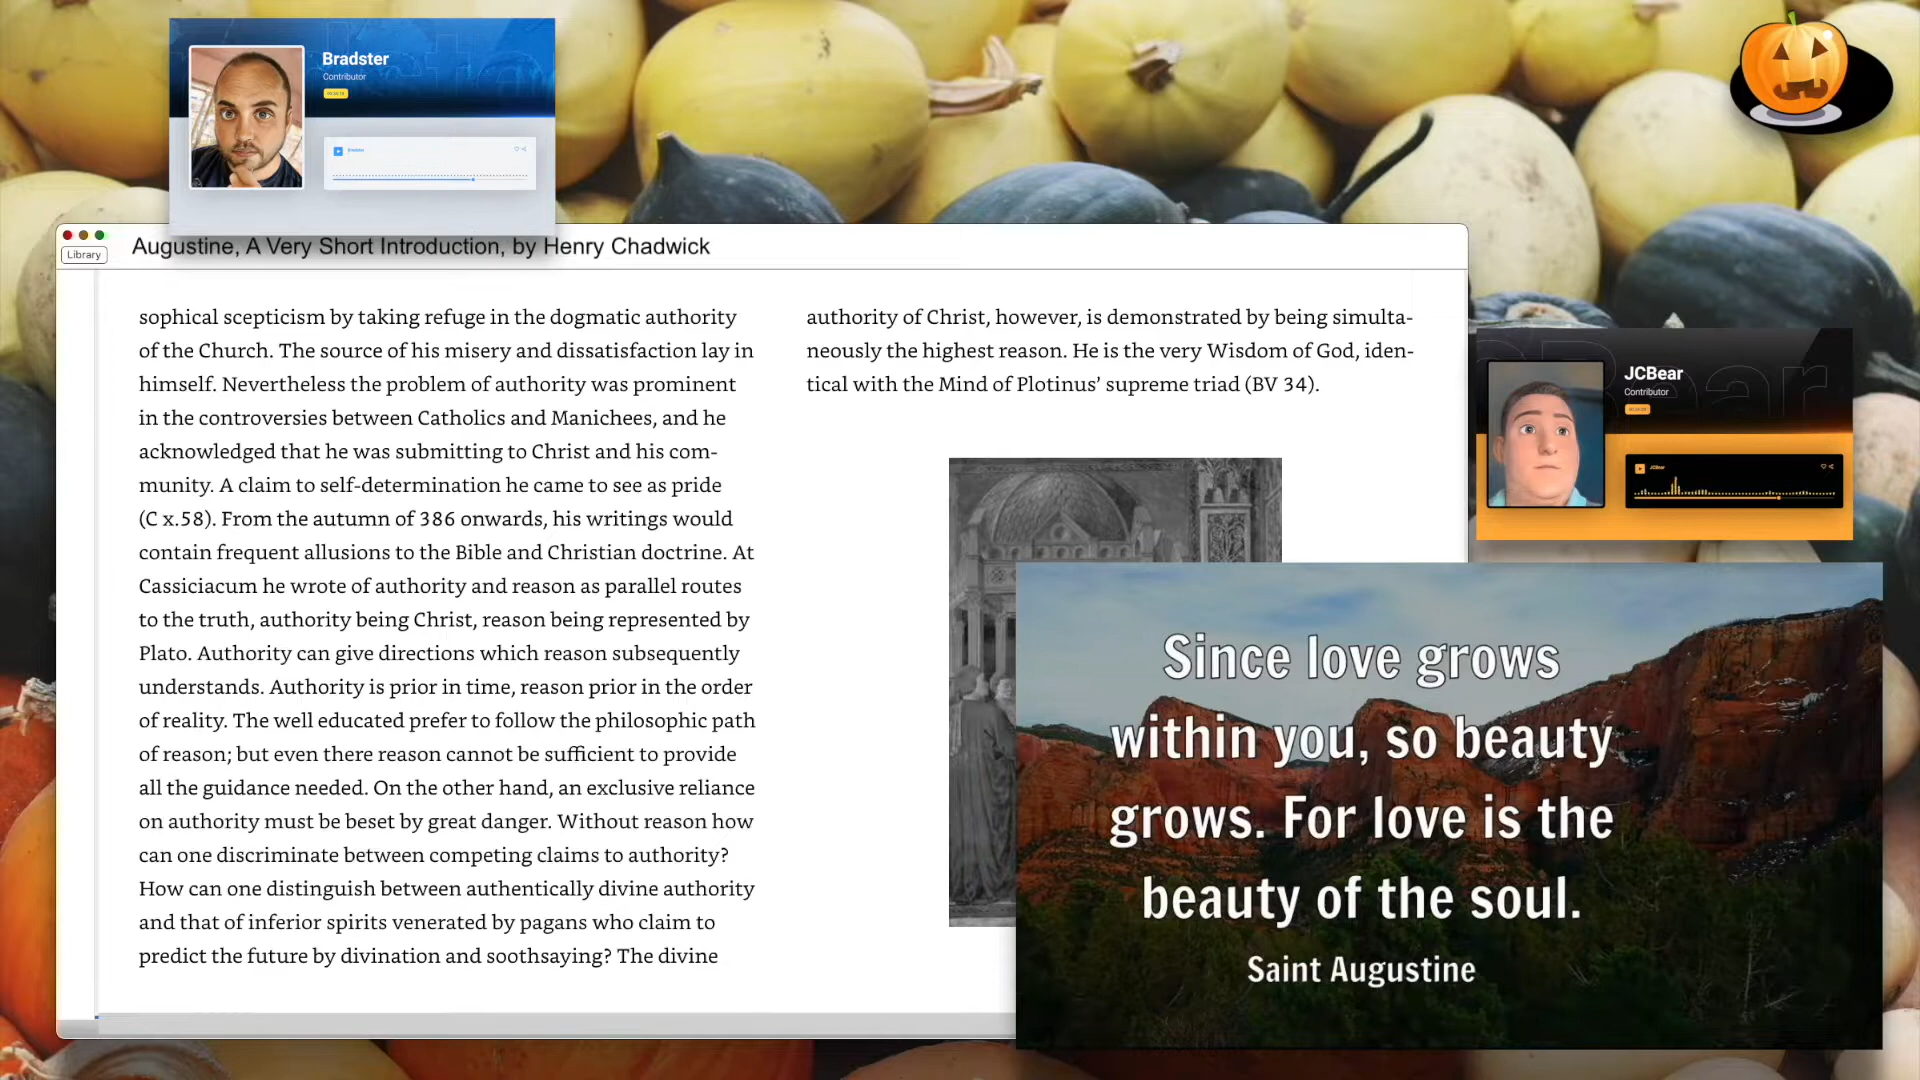 Bradster
Contributor
Library
Augustine, A Very Short Introduction, by Henry Chadwick
sophical scepticism by taking refuge in the dogmatic authority
of the Church. The source of his misery and dissatisfaction lay in
himself. Nevertheless the problem of authority was prominent
in the controversies between Catholics and Manichees, and he
acknowledged that he was submitting to Christ and his com-
munity. A claim to self-determination he came to see as pride
(C x.58). From the autumn of 386 onwards, his writings would
contain frequent allusions to the Bible and Christian doctrine. At
Cassiciacum he wrote of authority and reason as parallel routes
to the truth, authority being Christ, reason being represented by
Plato. Authority can give directions which reason subsequently
understands. Authority is prior in time, reason prior in the order
of reality. The well educated prefer to follow the philosophic path
of reason; but even there reason cannot be sufficient to provide
all the guidance needed. On the other hand, an exclusive reliance
on authority must be beset by great danger. Without reason how
can one discriminate between competing claims to authority?
How can one distinguish between authentically divine authority
and that of inferior spirits venerated by pagans who claim to
predict the future by divination and soothsaying? The divine
authority of Christ, however, is demonstrated by being simulta-
neously the highest reason. He is the very Wisdom of God, iden-
tical with the Mind of Plotinus’ supreme triad (BV 34).
JCBear
Contributor
JCBear
Since love grows
within you, so beauty
grows. For love is the
beauty of the soul.
Saint Augustine